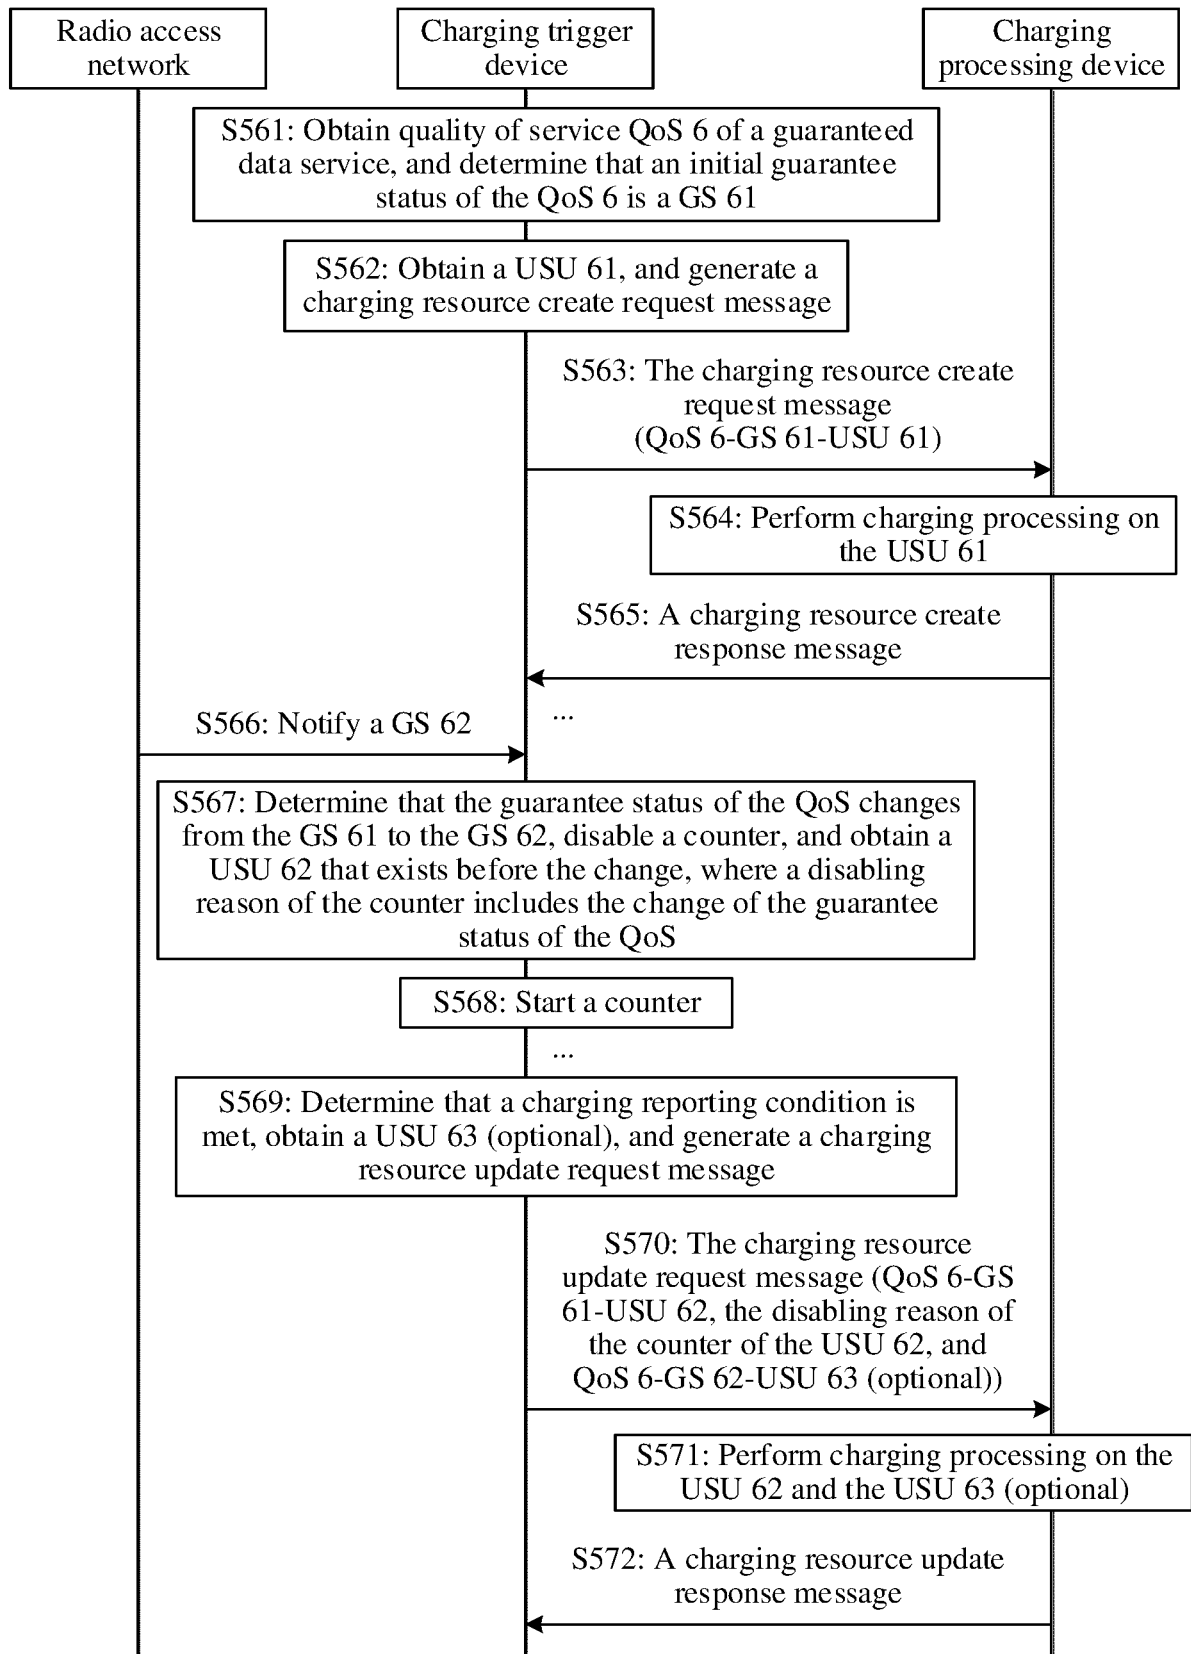 Radio access
network
Charging trigger
device
Charging
processing device
S561: Obtain quality of service QoS 6 of a guaranteed
data service, and determine that an initial guarantee
status of the QoS 6 is a GS 61
S562: Obtain a USU 61, and generate a
charging resource create request message
S563: The charging resource create
request message
(QoS 6-GS 61-USU 61)
S564: Perform charging processing on
the USU 61
S565: A charging resource create
response message
...
S566: Notify a GS 62
S567: Determine that the guarantee status of the QoS changes
from the GS 61 to the GS 62, disable a counter, and obtain a
USU 62 that exists before the change, where a disabling
reason of the counter includes the change of the guarantee
status of the QoS
S568: Start a counter
...
S569: Determine that a charging reporting condition is
met, obtain a USU 63 (optional), and generate a charging
resource update request message
S570: The charging resource
update request message (QoS 6-GS
61-USU 62, the disabling reason of
the counter of the USU 62, and
QoS 6-GS 62-USU 63 (optional))
S571: Perform charging processing on the
USU 62 and the USU 63 (optional)
S572: A charging resource update
response message